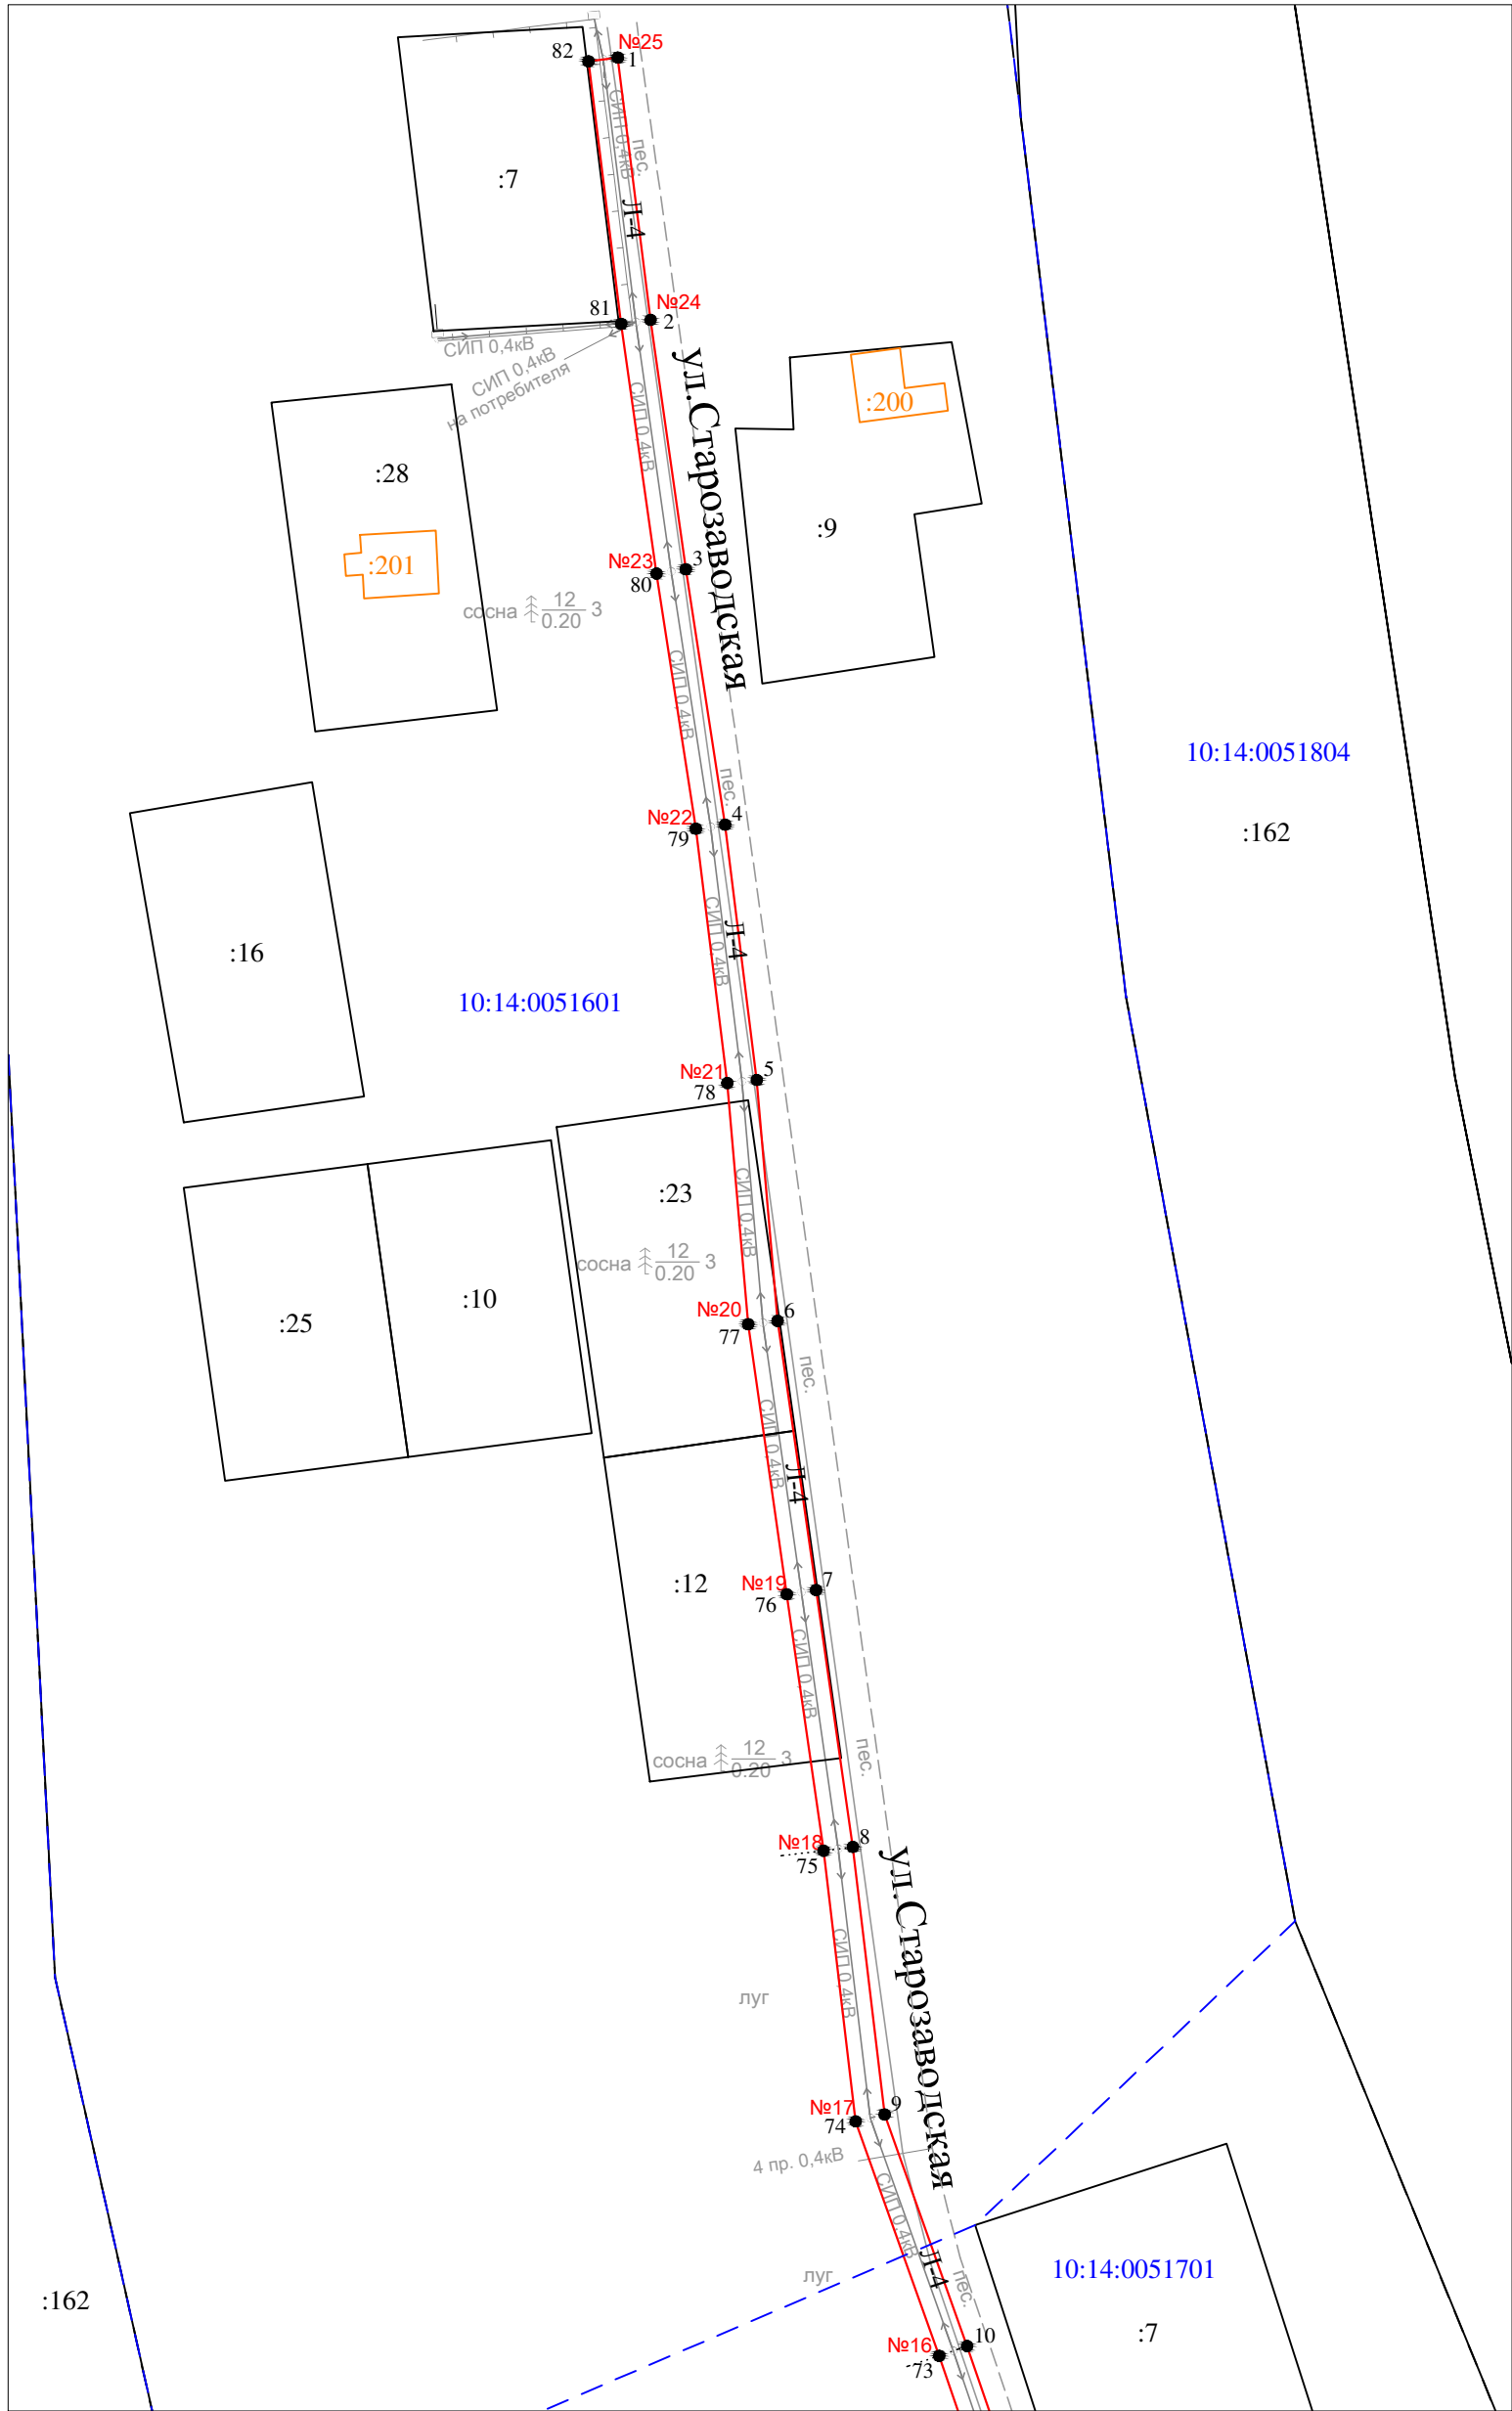 82
№25
1
СИП 0,4кВ
пес.
:7
Л-4
81
№24
2
СИП 0,4кВ
СИП 0,4кВ
на потребителя
СИП 0,4кВ
ул.Старозаводская
:200
:28
:9
№23
3
:201
80
сосна 12 0.20 3
СИП 0,4кВ
10:14:0051804
пес.
№22
4
79
:162
Л-4
:16
СИП 0,4кВ
10:14:0051601
№21
5
78
:23
СИП 0,4кВ
сосна 12 0.20 3
:10
№20
6
:25
77
пес.
СИП 0,4кВ
Л-4
:12
№19
7
76
СИП 0,4кВ
сосна 12 0.20 3
пес.
№18
8
75
ул.Старозаводская
СИП 0,4кВ
луг
№17
9
74
4 пр. 0,4кВ
СИП 0,4кВ
Л-4
10:14:0051701
луг
пес.
:162
:7
№16
10
73